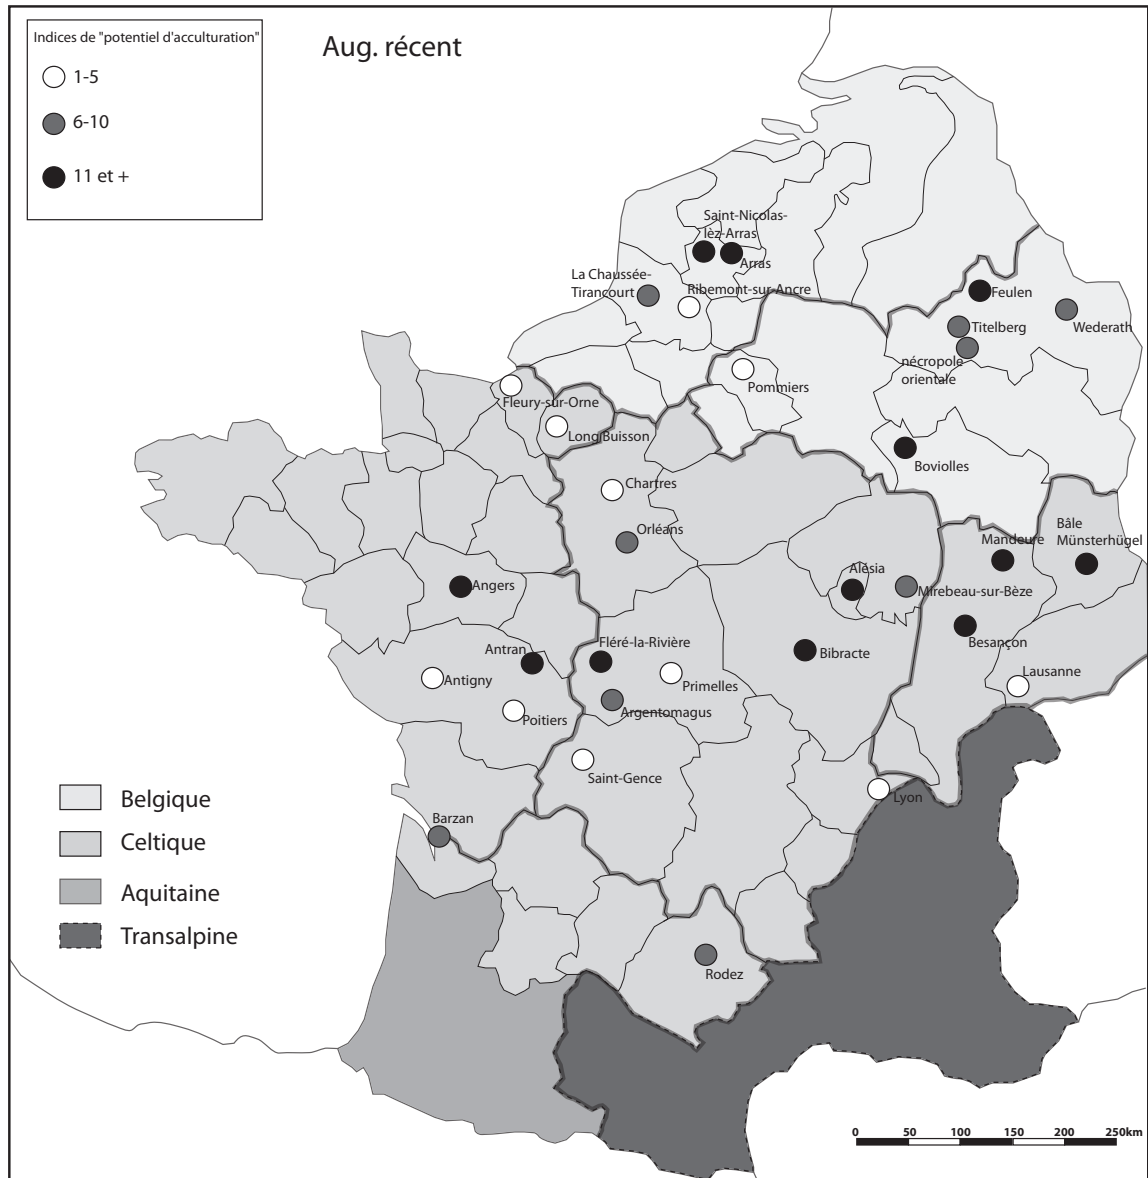 Indices de "potentiel d'acculturation"
1-5
6-10
11 et +
Aug. récent
Saint-Nicolas-
lèz-Arras
Arras
La Chaussée-
Tirancourt
Ribemont-sur-Ancre
Feulen
Titelberg
Wederath
nécropole
orientale
Pommiers
Fleury-sur-Orne
Long Buisson
Boviolles
Chartres
Orléans
Bâle
Münsterhügel
Mandeure
Alésia
Mirebeau-sur-Bèze
Angers
Besançon
Antran
Fléré-la-Rivière
Bibracte
Lausanne
Antigny
Primelles
Poitiers
Argentomagus
Saint-Gence
Lyon
Barzan
Rodez
Belgique
Celtique
Aquitaine
Transalpine
0 50 100 150 200 250km